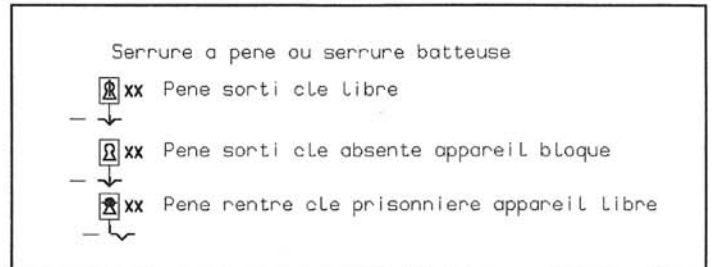 Serrure a pene ou serrure batteuse
xx Pene sorti cle libre
xx Pene sorti cle absente appareil bloque
xx Pene rentre cle prisonniere appareil libre